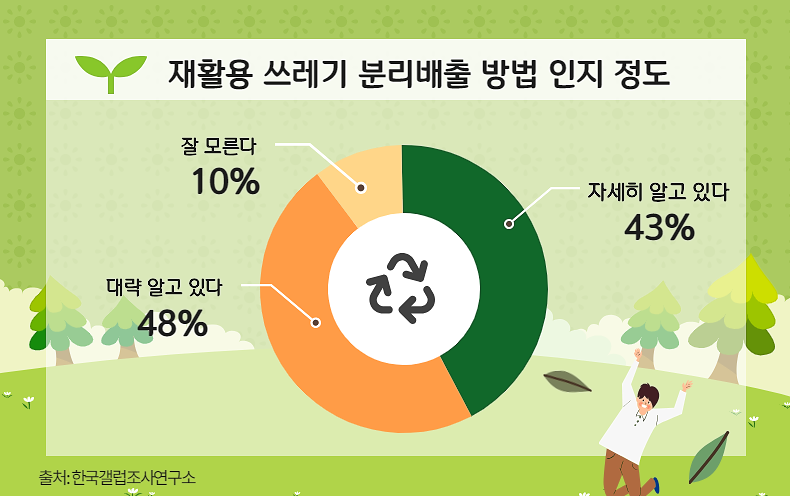 재활용 쓰레기 분리배출 방법 인지 정도
잘 모른다
10%
자세히 알고 있다
43%
대략 알고 있다
48%
출처: 한국갤럽조사연구소